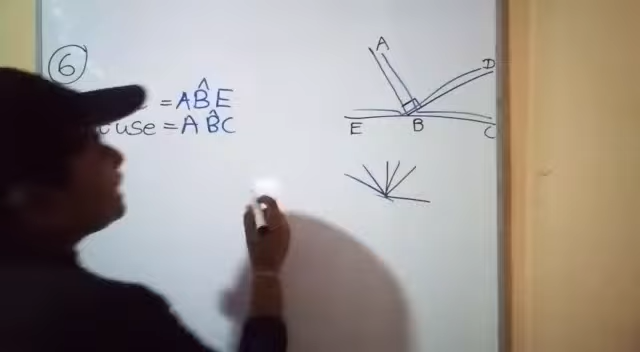 6
= AB̂E
use = AB̂C
A
D
E B C